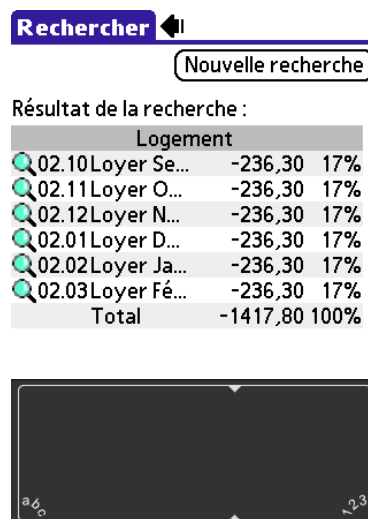 Rechercher
Nouvelle recherche
Résultat de la recherche :
Logement
02.10 Loyer Se... -236,30 17%
02.11 Loyer O... -236,30 17%
02.12 Loyer N... -236,30 17%
02.01 Loyer D... -236,30 17%
02.02 Loyer Ja... -236,30 17%
02.03 Loyer Fé... -236,30 17%
Total -1417,80 100%
abc 123